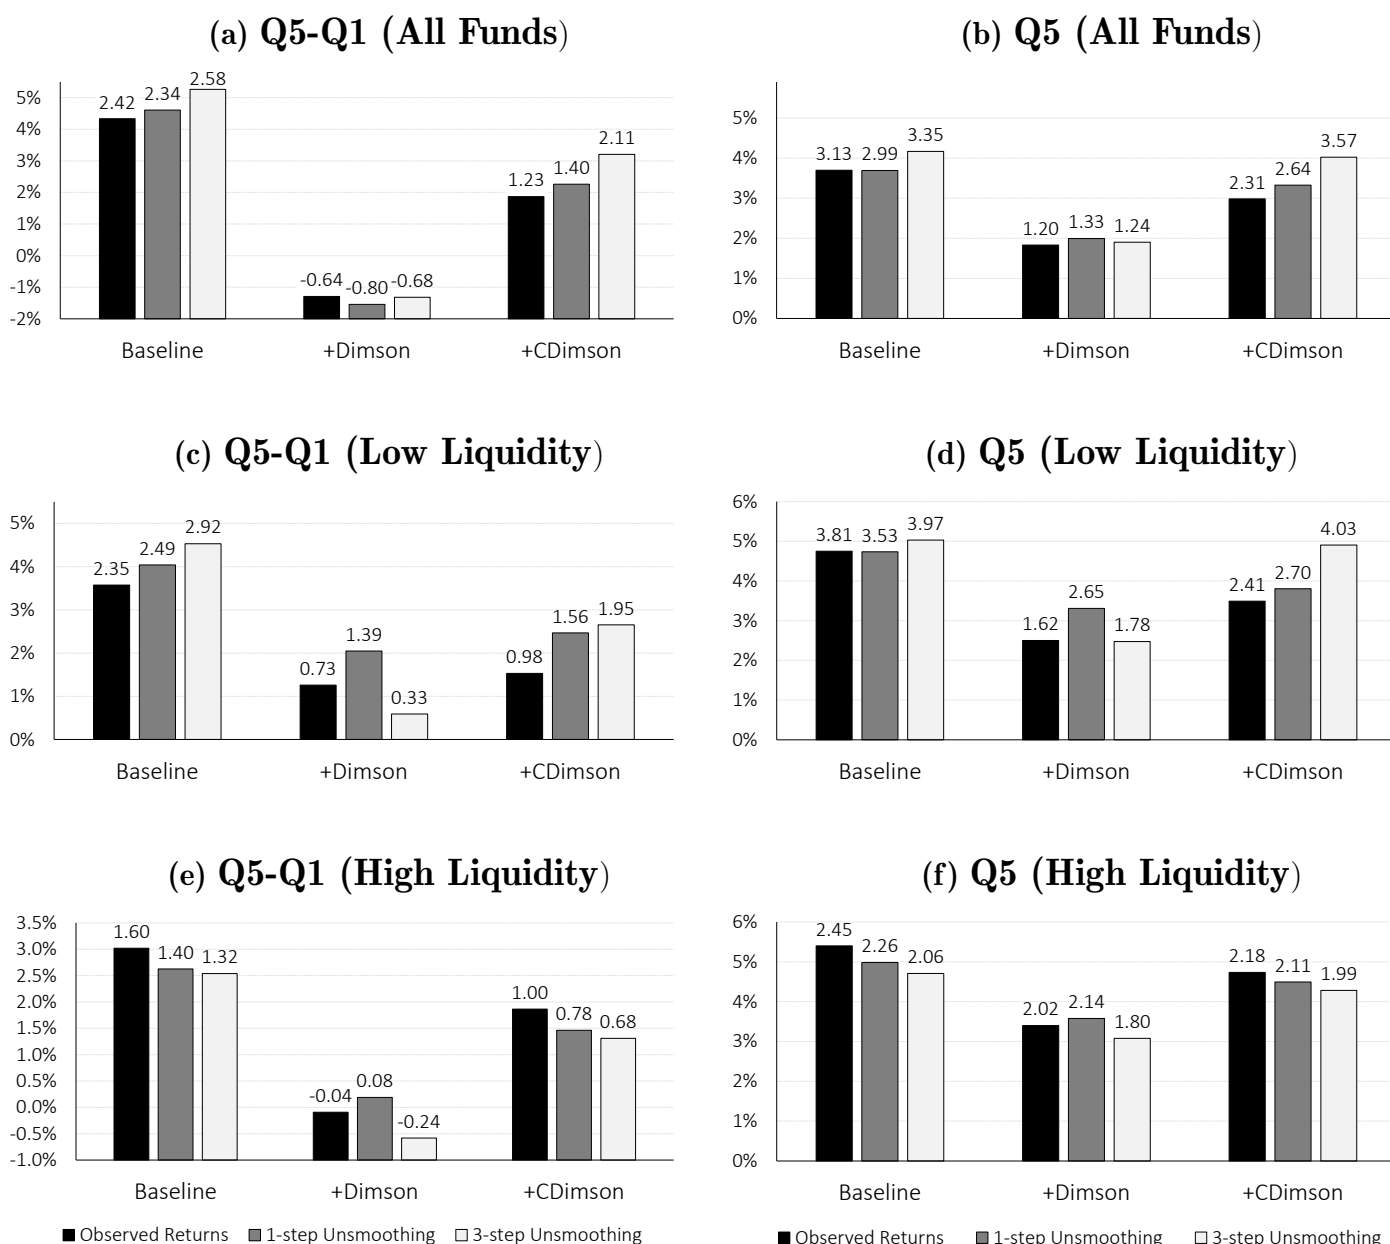 (a) Q5-Q1 (All Funds)
5%
4%
3%
2%
1%
0%
-1%
-2%
2.42 2.34 2.58
-0.64 -0.80 -0.68
1.23 1.40 2.11
Baseline +Dimson +CDimson
(b) Q5 (All Funds)
5%
4%
3%
2%
1%
0%
3.13 2.99 3.35
1.20 1.33 1.24
2.31 2.64 3.57
Baseline +Dimson +CDimson
(c) Q5-Q1 (Low Liquidity)
5%
4%
3%
2%
1%
0%
2.35 2.49 2.92
0.73 1.39 0.33
0.98 1.56 1.95
Baseline +Dimson +CDimson
(d) Q5 (Low Liquidity)
6%
5%
4%
3%
2%
1%
0%
3.81 3.53 3.97
1.62 2.65 1.78
2.41 2.70 4.03
Baseline +Dimson +CDimson
(e) Q5-Q1 (High Liquidity)
3.5%
3.0%
2.5%
2.0%
1.5%
1.0%
0.5%
0.0%
-0.5%
-1.0%
1.60 1.40 1.32
-0.04 0.08 -0.24
1.00 0.78 0.68
Baseline +Dimson +CDimson
Observed Returns 1-step Unsmoothing 3-step Unsmoothing
(f) Q5 (High Liquidity)
6%
5%
4%
3%
2%
1%
0%
2.45 2.26 2.06
2.02 2.14 1.80
2.18 2.11 1.99
Baseline +Dimson +CDimson
Observed Returns 1-step Unsmoothing 3-step Unsmoothing